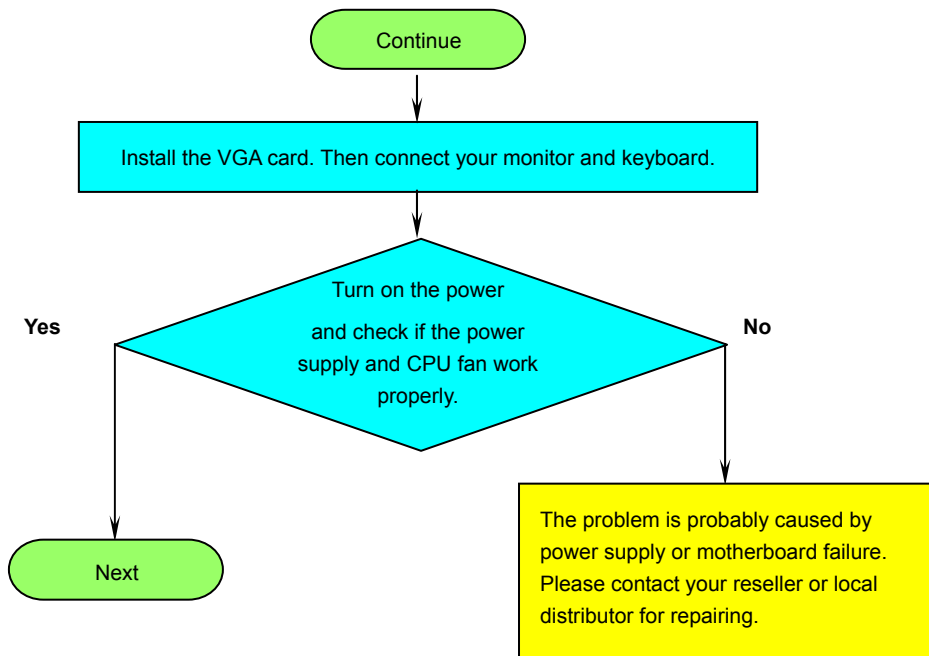 Continue
Install the VGA card. Then connect your monitor and keyboard.
Turn on the power
and check if the power
supply and CPU fan work
properly.
Yes
No
Next
The problem is probably caused by
power supply or motherboard failure.
Please contact your reseller or local
distributor for repairing.